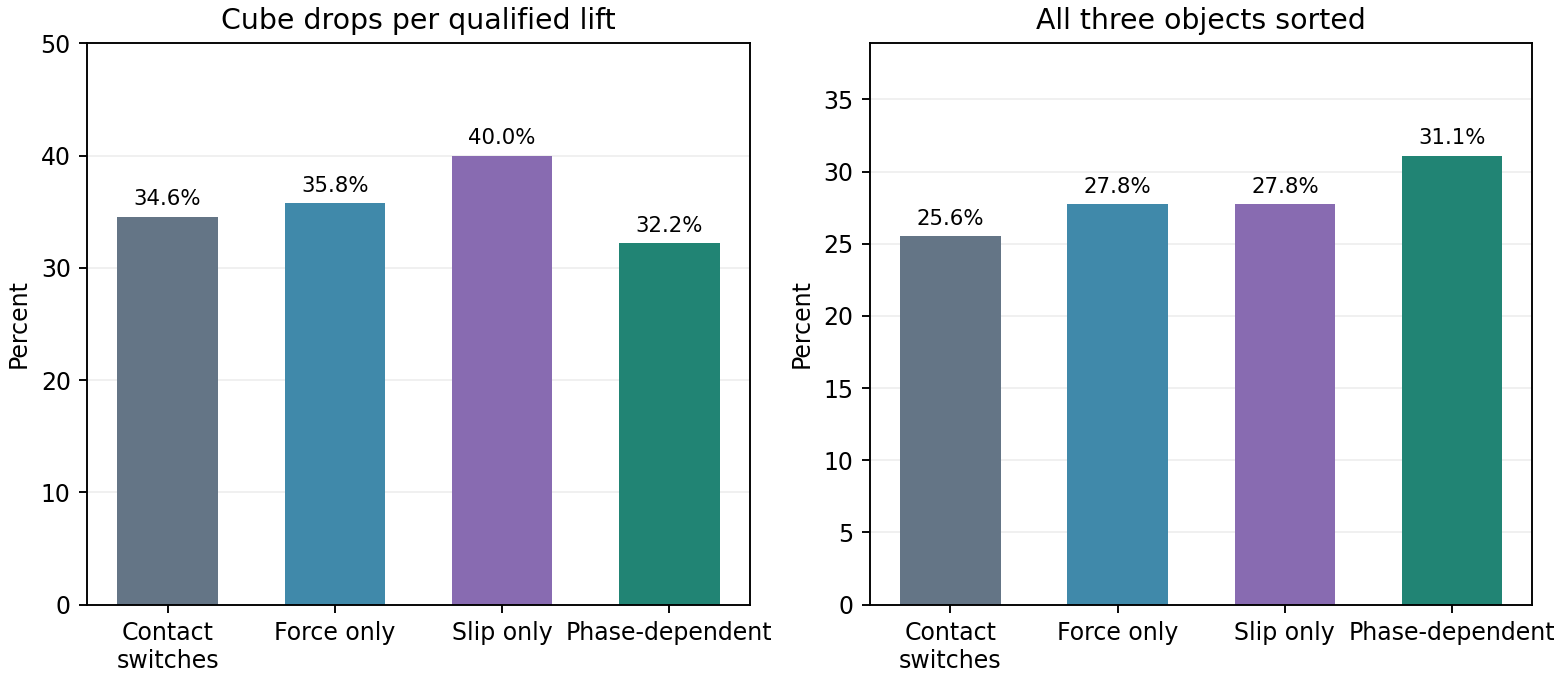 Cube drops per qualified lift
50
40
30
20
10
0
Percent
34.6%
35.8%
40.0%
32.2%
Contact
switches
Force only
Slip only
Phase-dependent
All three objects sorted
35
30
25
20
15
10
5
0
Percent
25.6%
27.8%
27.8%
31.1%
Contact
switches
Force only
Slip only
Phase-dependent